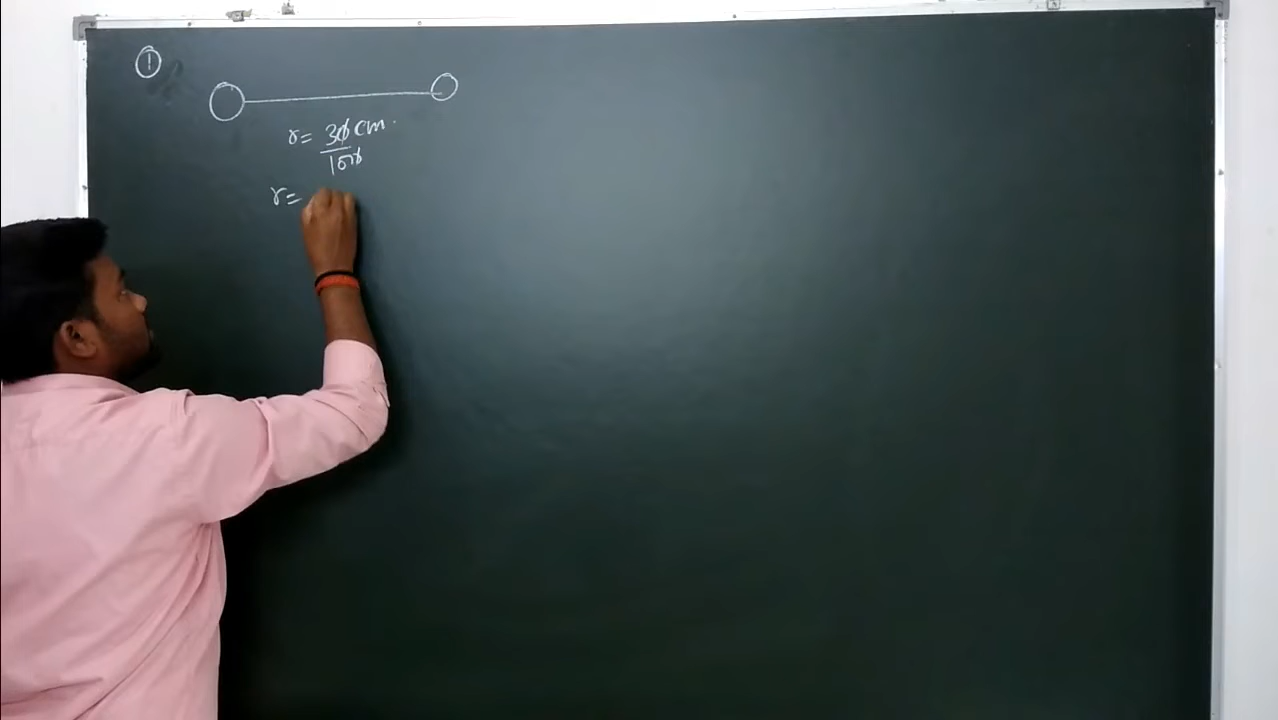 ①
r = 30 cm.
100
r =